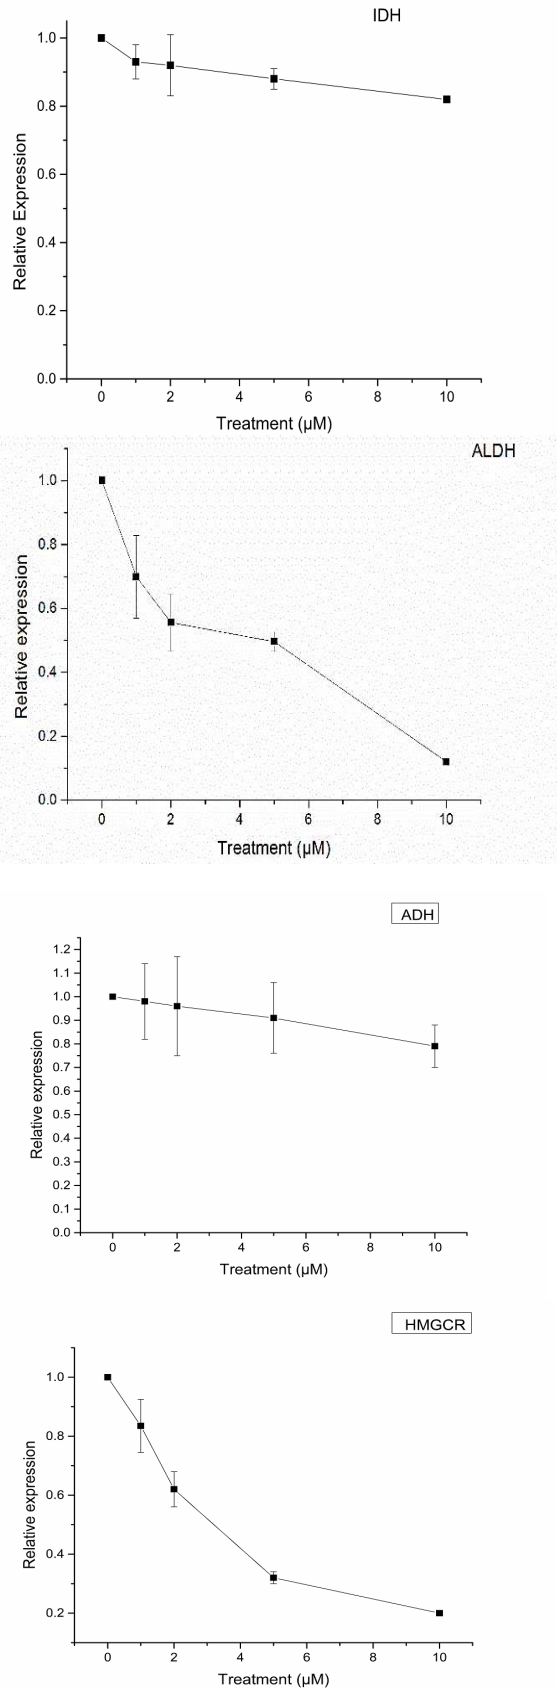 IDH
1.0
0.8
0.6
0.4
0.2
0.0
Relative Expression
0 2 4 6 8 10
Treatment (µM)
ALDH
1.0
0.8
0.6
0.4
0.2
0.0
Relative expression
0 2 4 6 8 10
Treatment (µM)
ADH
1.2
1.1
1.0
0.9
0.8
0.7
0.6
0.5
0.4
0.3
0.2
0.1
0.0
Relative expression
0 2 4 6 8 10
Treatment (µM)
HMGCR
1.0
0.8
0.6
0.4
0.2
Relative expression
0 2 4 6 8 10
Treatment (µM)